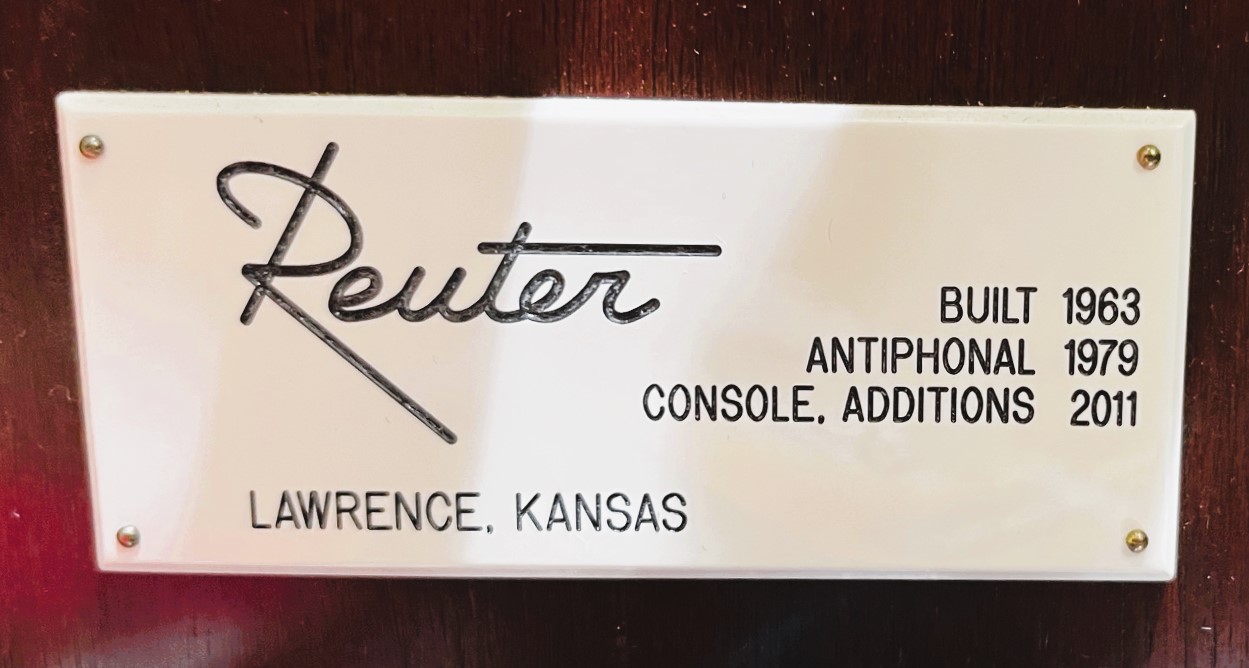 Reuter
BUILT 1963
ANTIPHONAL 1979
CONSOLE, ADDITIONS 2011
LAWRENCE, KANSAS